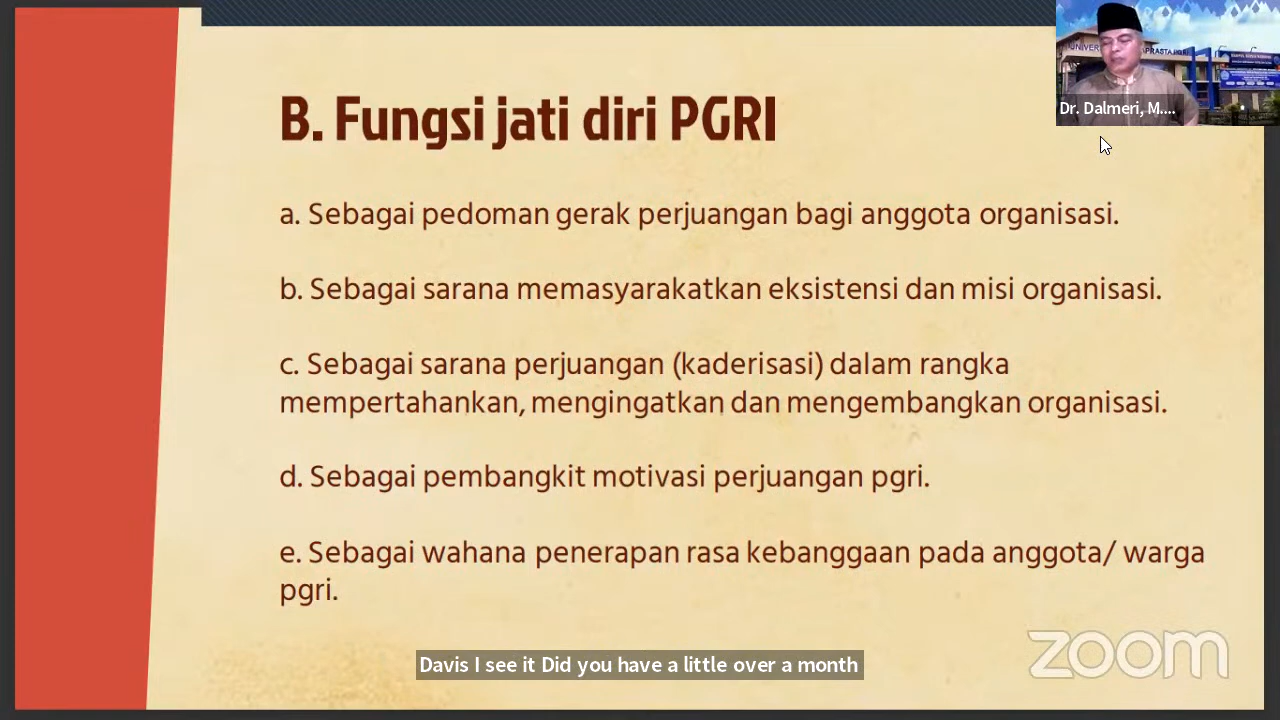 B. Fungsi jati diri PGRI
a. Sebagai pedoman gerak perjuangan bagi anggota organisasi.
b. Sebagai sarana memasyarakatkan eksistensi dan misi organisasi.
c. Sebagai sarana perjuangan (kaderisasi) dalam rangka
mempertahankan, mengingatkan dan mengembangkan organisasi.
d. Sebagai pembangkit motivasi perjuangan pgri.
e. Sebagai wahana penerapan rasa kebanggaan pada anggota/ warga
pgri.
Dr. Dalmeri, M....
Davis I see it Did you have a little over a month
zoom